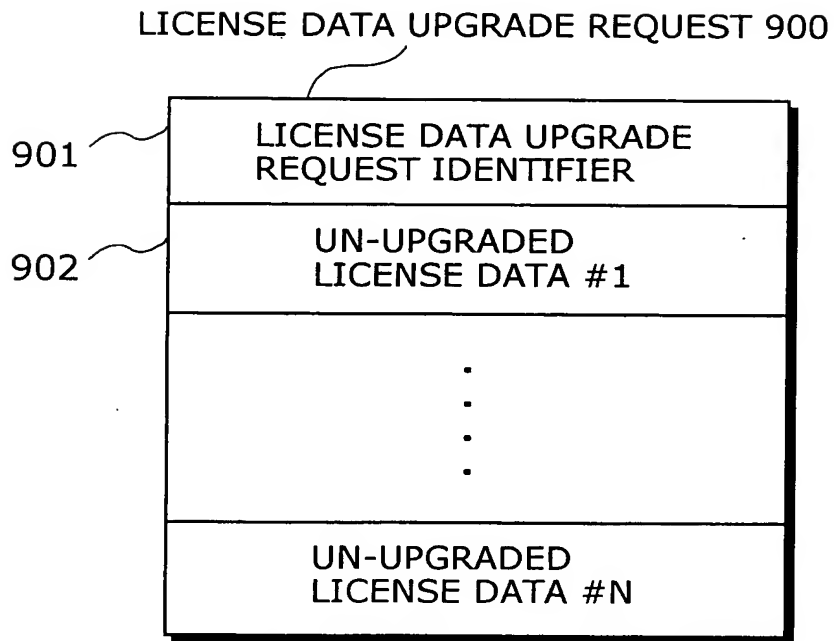 LICENSE DATA UPGRADE REQUEST 900
901
LICENSE DATA UPGRADE
REQUEST IDENTIFIER
902
UN-UPGRADED
LICENSE DATA #1
UN-UPGRADED
LICENSE DATA #N